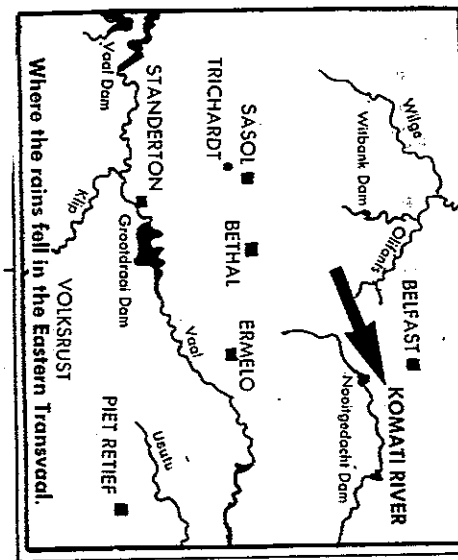 Wilge
Witbank Dam
Olifants
BELFAST
KOMATI RIVER
Nooitgedacht Dam
SASOL
TRICHARDT
BETHAL
ERMELO
Vaal Dam
STANDERTON
Grootdraai Dam
Vaal
Klip
VOLKSRUST
Usutu
PIET RETIEF
Where the rains fell in the Eastern Transvaal.